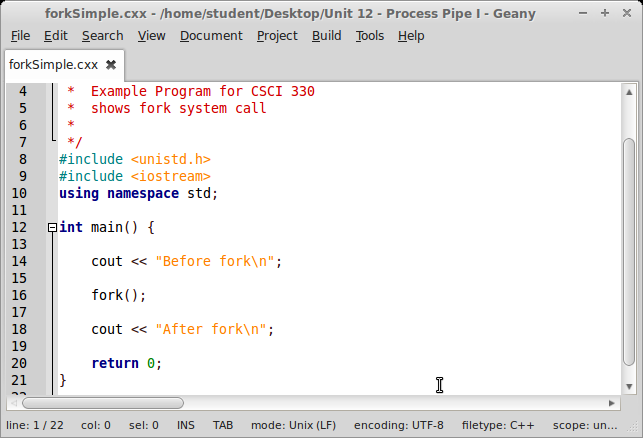 forkSimple.cxx - /home/student/Desktop/Unit 12 - Process Pipe I - Geany
File Edit Search View Document Project Build Tools Help
forkSimple.cxx
4 * Example Program for CSCI 330
5 * shows fork system call
6 *
7 */
8 #include <unistd.h>
9 #include <iostream>
10 using namespace std;
11
12 int main() {
13
14 cout << "Before fork\n";
15
16 fork();
17
18 cout << "After fork\n";
19
20 return 0;
21 }
line: 1 / 22 col: 0 sel: 0 INS TAB mode: Unix (LF) encoding: UTF-8 filetype: C++ scope: un...